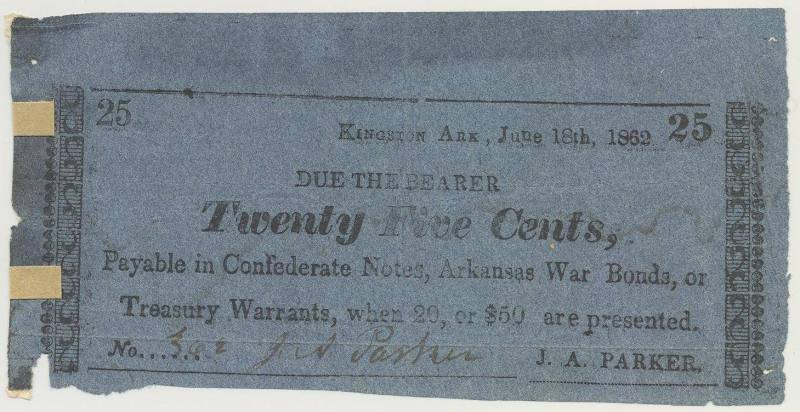 25
Kingston Ark, June 18th, 1862 25
DUE THE BEARER
Twenty Five Cents,
Payable in Confederate Notes, Arkansas War Bonds, or
Treasury Warrants, when 20, or $50 are presented.
No... J A Parker J. A. PARKER.